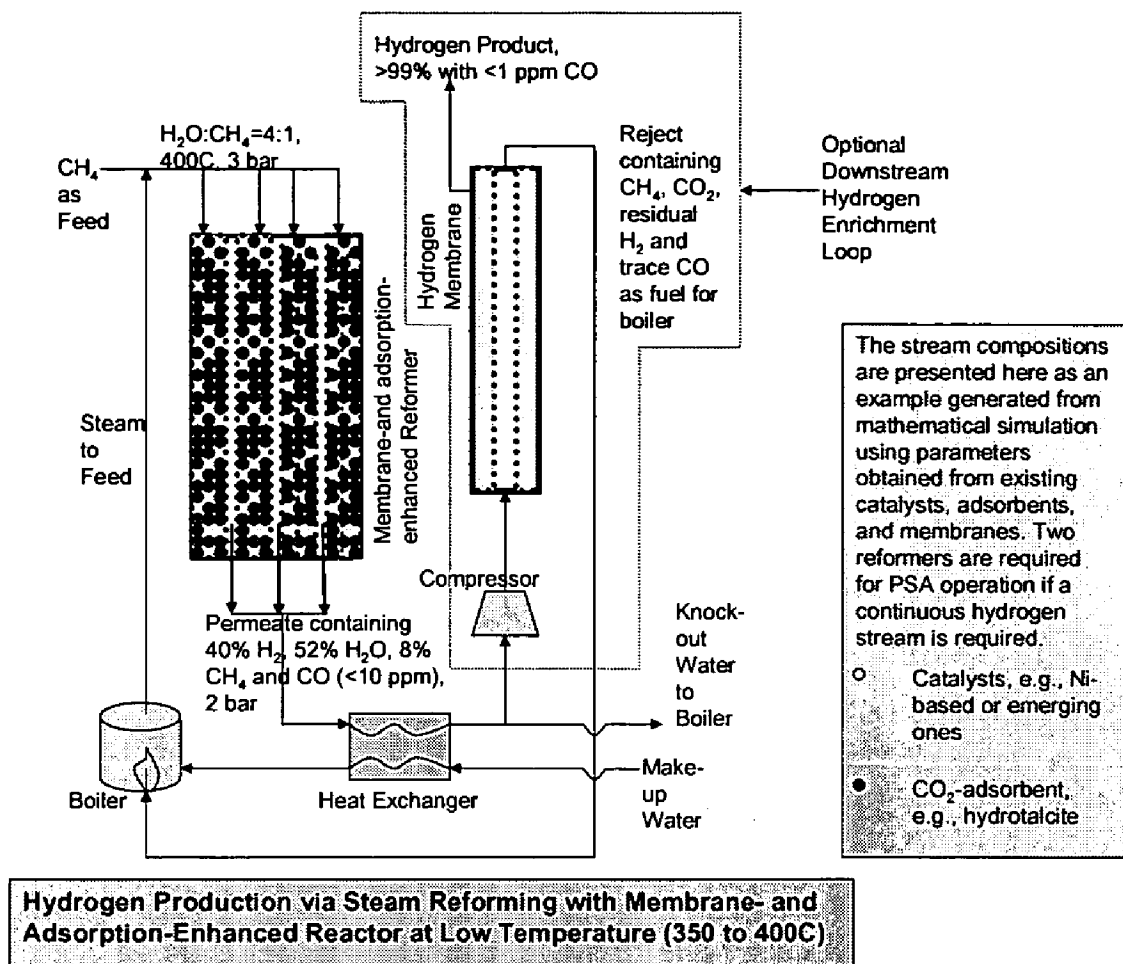 Hydrogen Product,
>99% with <1 ppm CO
H₂O:CH₄=4:1,
400C, 3 bar
CH₄
as
Feed
Hydrogen
Membrane
Reject
containing
CH₄, CO₂,
residual
H₂ and
trace CO
as fuel for
boiler
Optional
Downstream
Hydrogen
Enrichment
Loop
Membrane-and adsorption-
enhanced Reformer
Steam
to
Feed
Compressor
Permeate containing
40% H₂, 52% H₂O, 8%
CH₄ and CO (<10 ppm),
2 bar
Knock-
out
Water
to
Boiler
Boiler
Heat Exchanger
Make-
up
Water
The stream compositions
are presented here as an
example generated from
mathematical simulation
using parameters
obtained from existing
catalysts, adsorbents,
and membranes. Two
reformers are required
for PSA operation if a
continuous hydrogen
stream is required.
Catalysts, e.g., Ni-
based or emerging
ones
CO₂-adsorbent,
e.g., hydrotalcite
Hydrogen Production via Steam Reforming with Membrane- and
Adsorption-Enhanced Reactor at Low Temperature (350 to 400C)